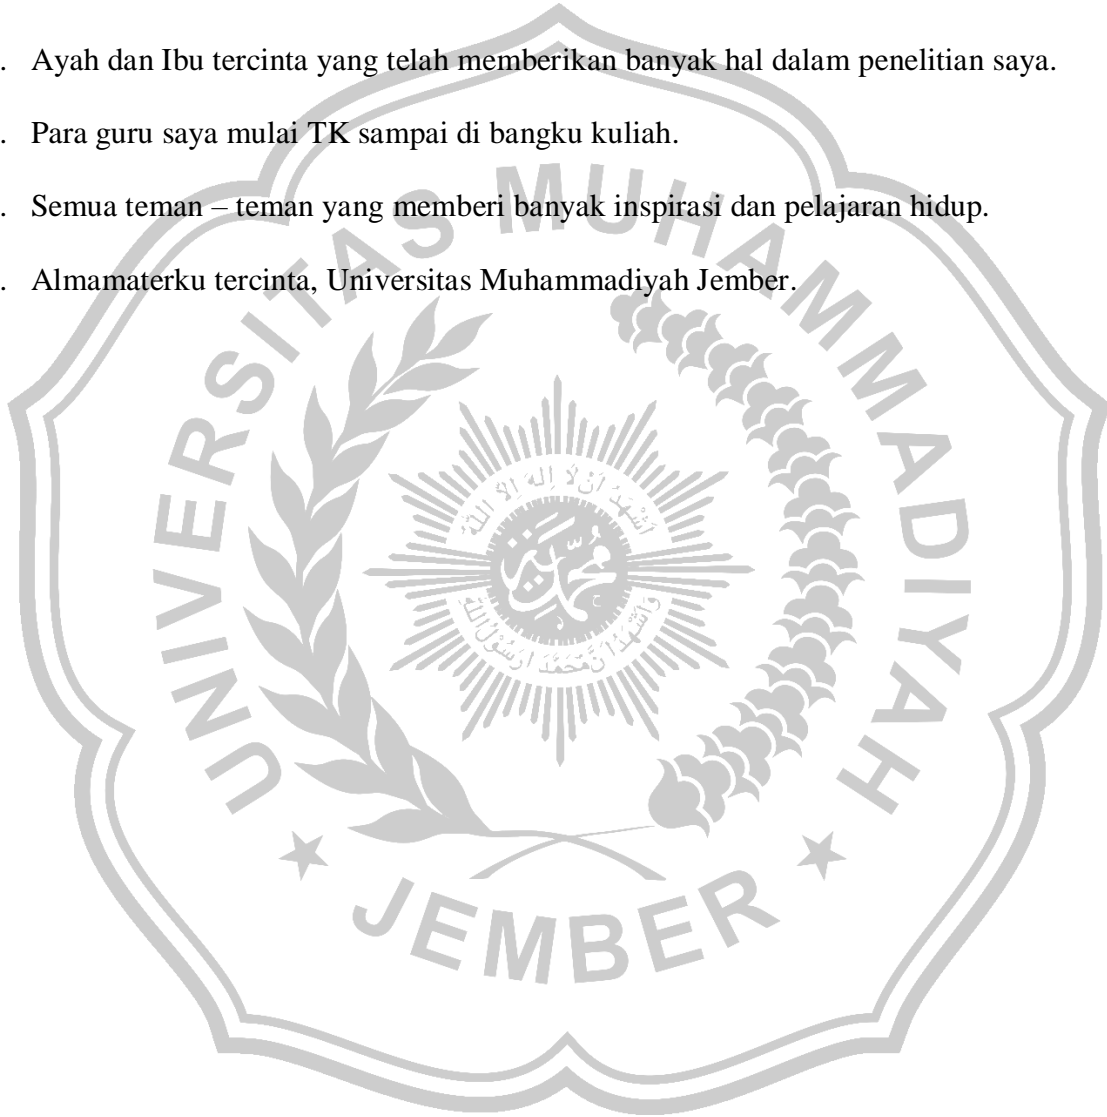 . Ayah dan Ibu tercinta yang telah memberikan banyak hal dalam penelitian saya.
. Para guru saya mulai TK sampai di bangku kuliah.
. Semua teman – teman yang memberi banyak inspirasi dan pelajaran hidup.
. Almamaterku tercinta, Universitas Muhammadiyah Jember.
UNIVERSITAS MUHAMMADIYAH
JEMBER